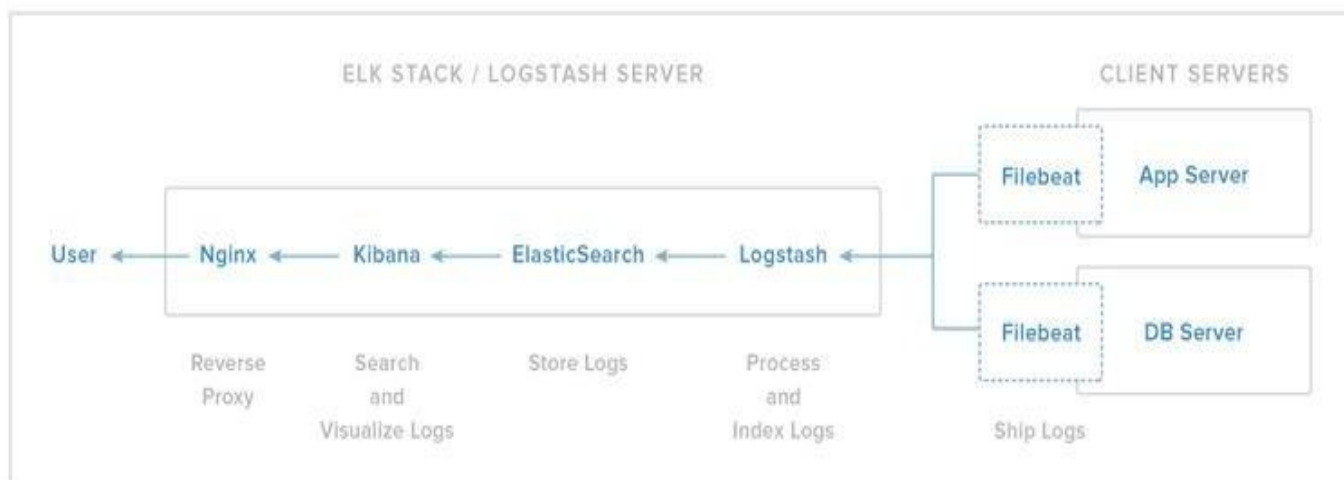 ELK STACK / LOGSTASH SERVER
CLIENT SERVERS
Filebeat
App Server
User
Nginx
Kibana
ElasticSearch
Logstash
Filebeat
DB Server
Reverse
Proxy
Search
and
Visualize Logs
Store Logs
Process
and
Index Logs
Ship Logs